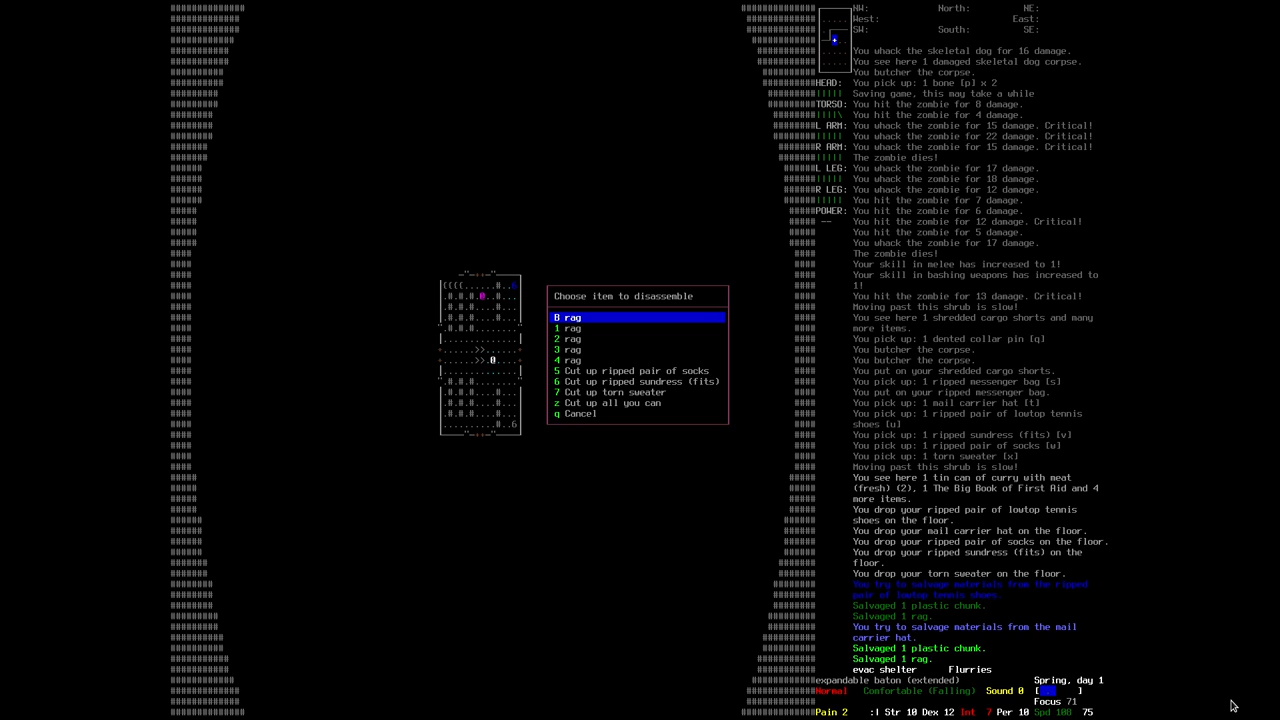 NW: North: NE:
West: East:
SW: South: SE:
You whack the skeletal dog for 16 damage.
You see here 1 damaged skeletal dog corpse.
You butcher the corpse.
HEAD: You pick up: 1 bone [p] x 2
Saving game, this may take a while
TORSO: You hit the zombie for 8 damage.
You hit the zombie for 4 damage.
L ARM: You whack the zombie for 15 damage. Critical!
You whack the zombie for 22 damage. Critical!
R ARM: You whack the zombie for 15 damage. Critical!
The zombie dies!
L LEG: You whack the zombie for 17 damage.
You whack the zombie for 18 damage.
R LEG: You whack the zombie for 12 damage.
You hit the zombie for 7 damage.
POWER: You hit the zombie for 6 damage.
-- You hit the zombie for 12 damage. Critical!
You hit the zombie for 5 damage.
You whack the zombie for 17 damage.
The zombie dies!
Your skill in melee has increased to 1!
Your skill in bashing weapons has increased to
1!
You hit the zombie for 13 damage. Critical!
Moving past this shrub is slow!
You see here 1 shredded cargo shorts and many
more items.
You pick up: 1 dented collar pin [q]
You butcher the corpse.
You butcher the corpse.
You put on your shredded cargo shorts.
You pick up: 1 ripped messenger bag [s]
You put on your ripped messenger bag.
You pick up: 1 mail carrier hat [t]
You pick up: 1 ripped pair of lowtop tennis
shoes [u]
You pick up: 1 ripped sundress (fits) [v]
You pick up: 1 ripped pair of socks [w]
You pick up: 1 torn sweater [x]
Moving past this shrub is slow!
You see here 1 tin can of curry with meat
(fresh) (2), 1 The Big Book of First Aid and 4
more items.
You drop your ripped pair of lowtop tennis
shoes on the floor.
You drop your mail carrier hat on the floor.
You drop your ripped pair of socks on the floor.
You drop your ripped sundress (fits) on the
floor.
You drop your torn sweater on the floor.
You try to salvage materials from the ripped
pair of lowtop tennis shoes.
Salvaged 1 plastic chunk.
Salvaged 1 rag.
You try to salvage materials from the mail
carrier hat.
Salvaged 1 plastic chunk.
Salvaged 1 rag.
evac shelter Flurries
expandable baton (extended) Spring, day 1
Normal Comfortable (Falling) Sound 0 [ ]
Focus 71
Pain 2 :| Str 10 Dex 12 Int 7 Per 10 Spd 108 75
Choose item to disassemble
B rag
1 rag
2 rag
3 rag
4 rag
5 Cut up ripped pair of socks
6 Cut up ripped sundress (fits)
7 Cut up torn sweater
z Cut up all you can
q Cancel